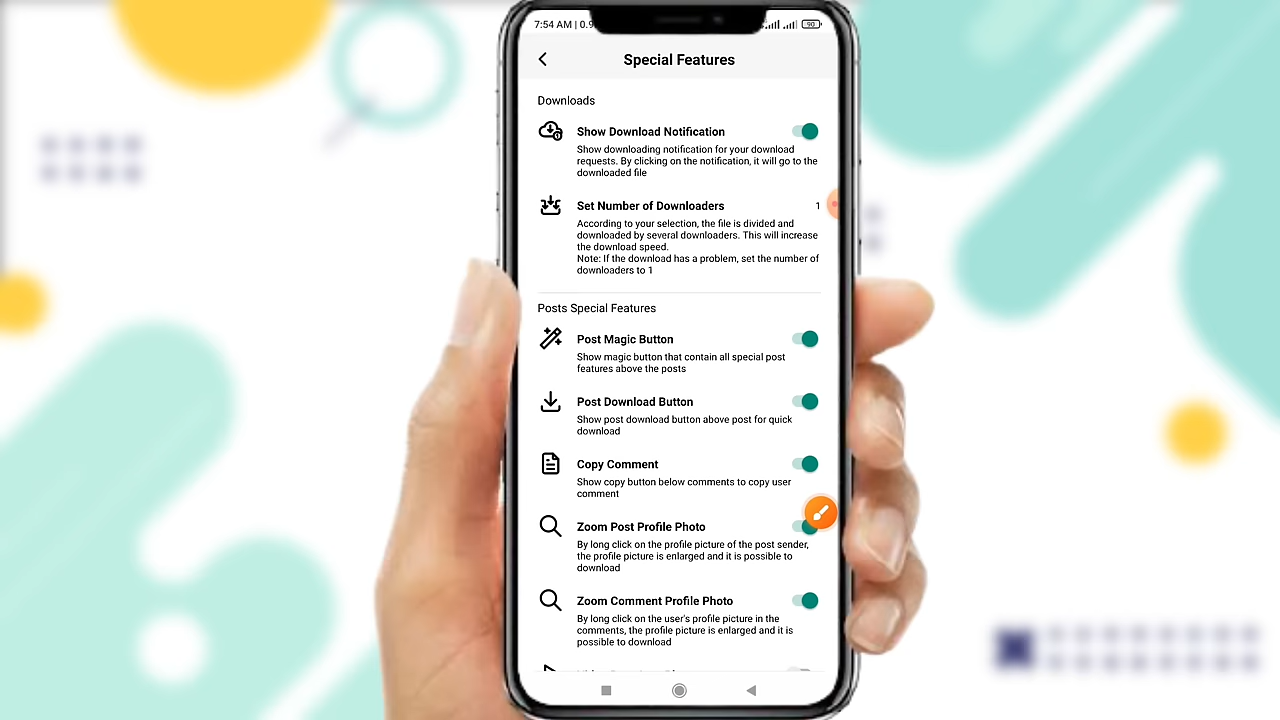 7:54 AM | 0.9
90
Special Features
Downloads
Show Download Notification
Show downloading notification for your download
requests. By clicking on the notification, it will go to the
downloaded file
Set Number of Downloaders 1
According to your selection, the file is divided and
downloaded by several downloaders. This will increase
the download speed.
Note: If the download has a problem, set the number of
downloaders to 1
Posts Special Features
Post Magic Button
Show magic button that contain all special post
features above the posts
Post Download Button
Show post download button above post for quick
download
Copy Comment
Show copy button below comments to copy user
comment
Zoom Post Profile Photo
By long click on the profile picture of the post sender,
the profile picture is enlarged and it is possible to
download
Zoom Comment Profile Photo
By long click on the user's profile picture in the
comments, the profile picture is enlarged and it is
possible to download